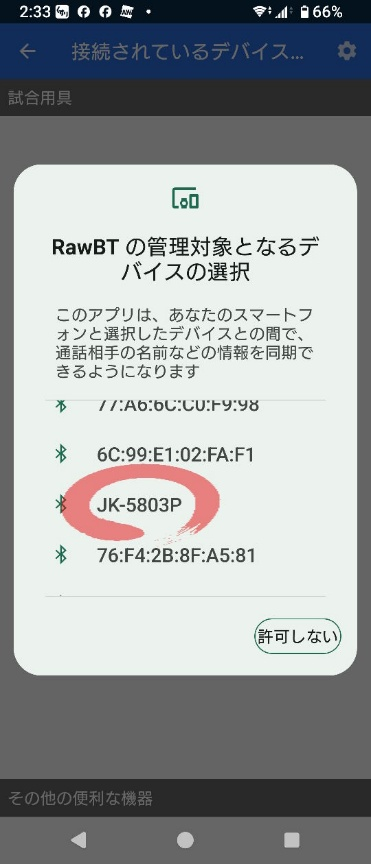 2:33
66%
接続されているデバイス...
試合用具
RawBT の管理対象となるデ
バイスの選択
このアプリは、あなたのスマートフ
ォンと選択したデバイスとの間で、
通話相手の名前などの情報を同期で
きるようになります
77:A6:6C:C0:F9:98
6C:99:E1:02:FA:F1
JK-5803P
76:F4:2B:8F:A5:81
許可しない
その他の便利な機器